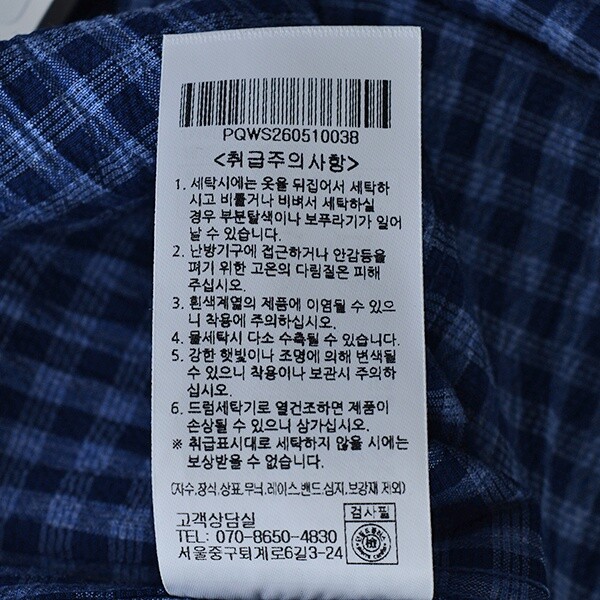 PQWS260510038
<취급주의사항>
1. 세탁시에는 옷을 뒤집어서 세탁하
시고 비틀거나 비벼서 세탁하실
경우 부분탈색이나 보푸라기가 일어
날 수 있습니다.
2. 난방기구에 접근하거나 안감등을
펴기 위한 고온의 다림질은 피해
주십시오.
3. 흰색계열의 제품에 이염될 수 있으
니 착용에 주의하십시오.
4. 물세탁시 다소 수축될 수 있습니다.
5. 강한 햇빛이나 조명에 의해 변색될
수 있으니 착용이나 보관시 주의하
십시오.
6. 드럼세탁기로 열건조하면 제품이
손상될 수 있으니 삼가십시오.
※ 취급표시대로 세탁하지 않을 시에는
보상받을 수 없습니다.
(자수,장식,상표,무늬,레이스,밴드,심지,보강재 제외)
고객상담실
TEL: 070-8650-4830
서울중구퇴계로6길3-24
검사필